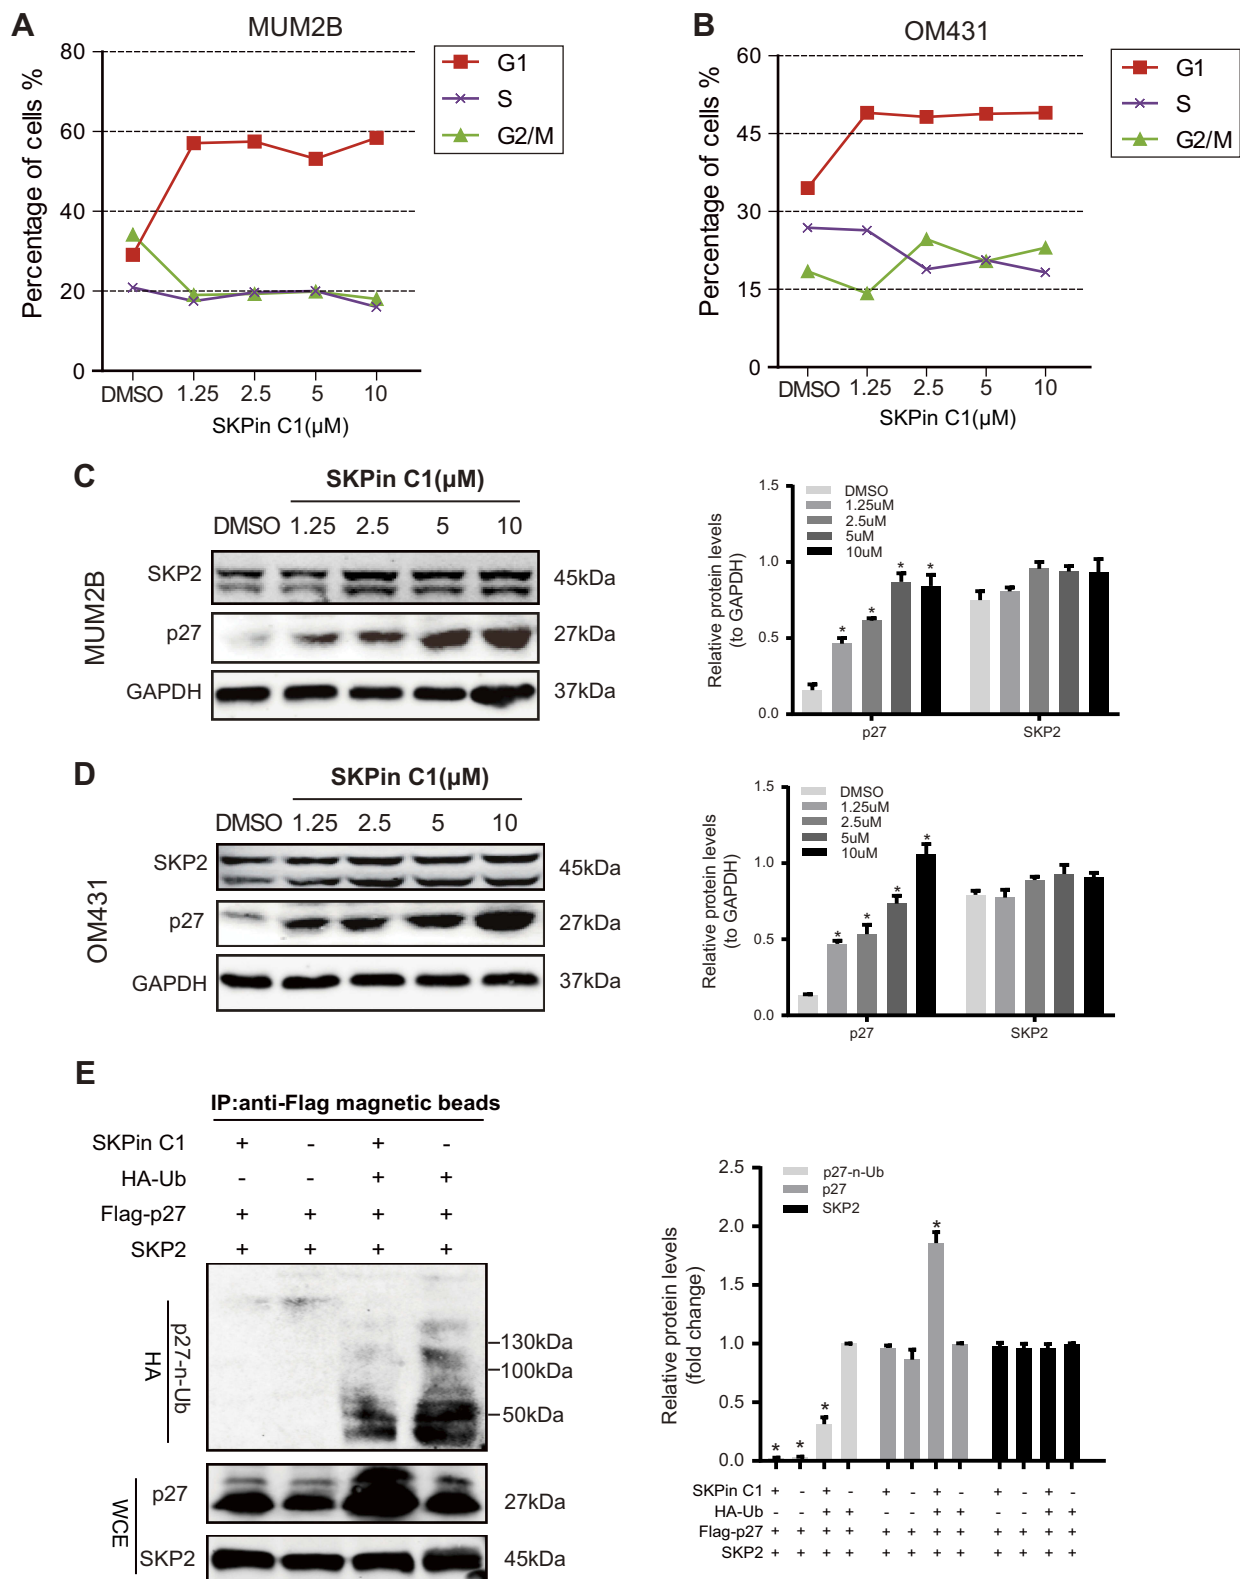 A
MUM2B
Percentage of cells %
80
60
40
20
0
DMSO 1.25 2.5 5 10
SKPin C1(μM)
G1
S
G2/M
B
OM431
Percentage of cells %
60
45
30
15
0
DMSO 1.25 2.5 5 10
SKPin C1(μM)
G1
S
G2/M
C
SKPin C1(μM)
DMSO 1.25 2.5 5 10
MUM2B
SKP2 45kDa
p27 27kDa
GAPDH 37kDa
Relative protein levels
(to GAPDH)
1.5
1.0
0.5
0.0
DMSO
1.25uM
2.5uM
5uM
10uM
* * * *
p27 SKP2
D
SKPin C1(μM)
DMSO 1.25 2.5 5 10
OM431
SKP2 45kDa
p27 27kDa
GAPDH 37kDa
Relative protein levels
(to GAPDH)
1.5
1.0
0.5
0.0
DMSO
1.25uM
2.5uM
5uM
10uM
* * * *
p27 SKP2
E
IP:anti-Flag magnetic beads
SKPin C1 + - + -
HA-Ub - - + +
Flag-p27 + + + +
SKP2 + + + +
p27-n-Ub
HA
130kDa
100kDa
50kDa
WCE
p27 27kDa
SKP2 45kDa
Relative protein levels
(fold change)
2.5
2.0
1.5
1.0
0.5
0.0
p27-n-Ub
p27
SKP2
* * * *
SKPin C1 + - + - + - + - + - + -
HA-Ub - - + + - - + + - - + +
Flag-p27 + + + + + + + + + + + +
SKP2 + + + + + + + + + + + +